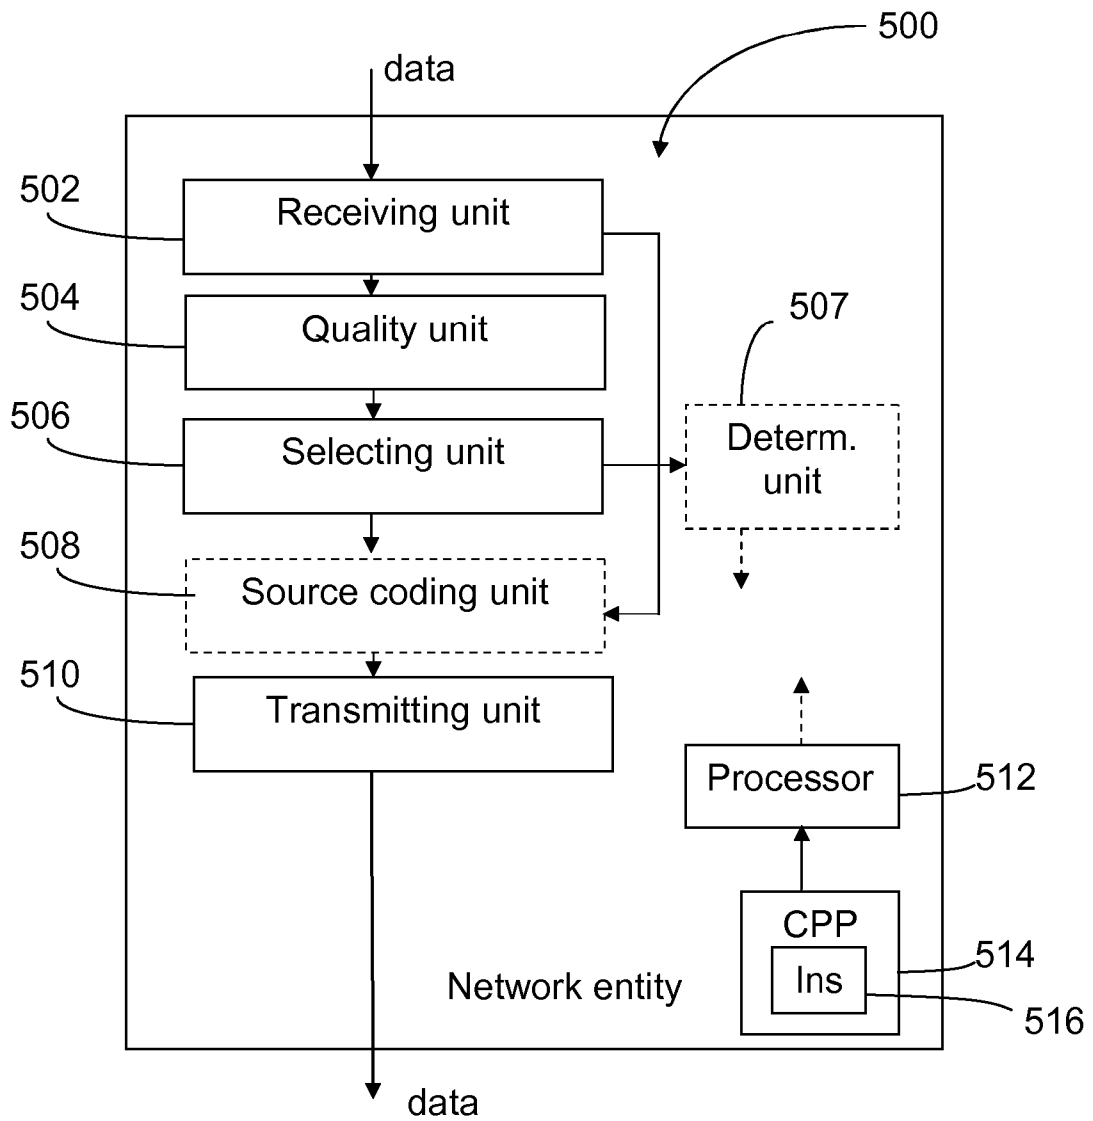 500
data
502
Receiving unit
504
Quality unit
507
506
Selecting unit
Determ.
unit
508
Source coding unit
510
Transmitting unit
Processor
512
CPP
514
Ins
Network entity
516
data